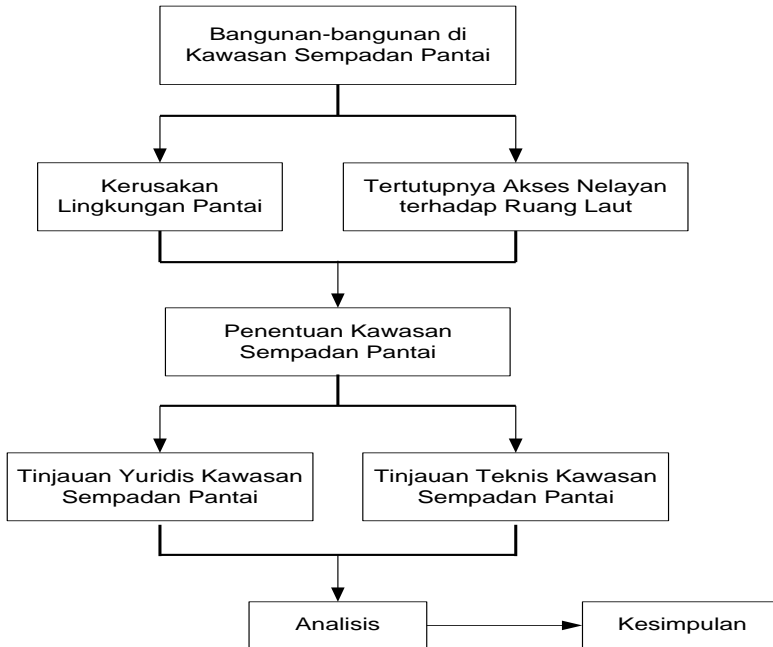 Bangunan-bangunan di
Kawasan Sempadan Pantai
Kerusakan
Lingkungan Pantai
Tertutupnya Akses Nelayan
terhadap Ruang Laut
Penentuan Kawasan
Sempadan Pantai
Tinjauan Yuridis Kawasan
Sempadan Pantai
Tinjauan Teknis Kawasan
Sempadan Pantai
Analisis
Kesimpulan